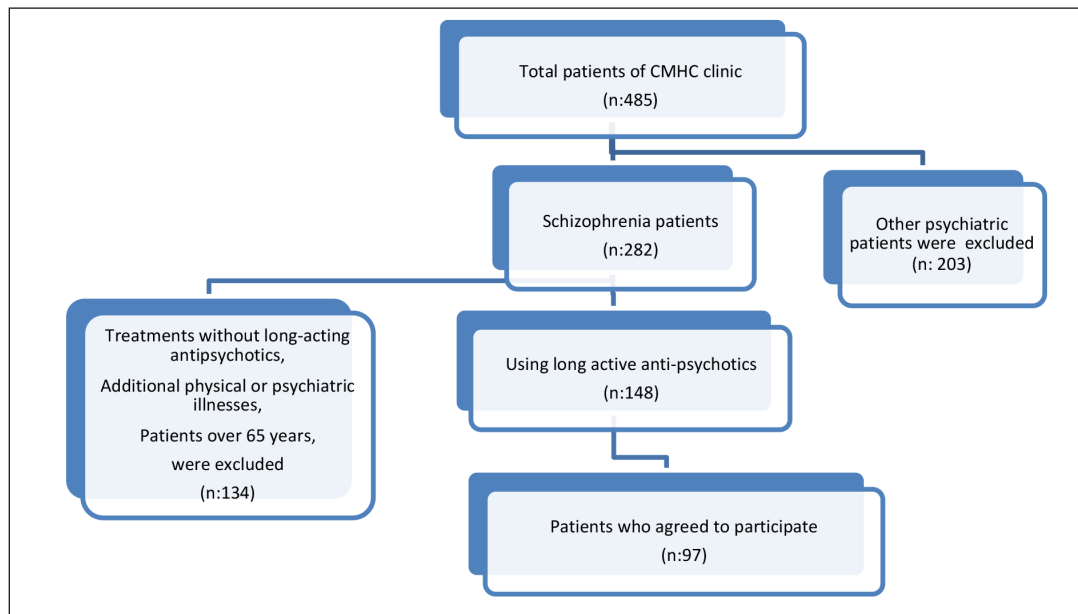 Total patients of CMHC clinic
(n:485)
Schizophrenia patients
(n:282)
Other psychiatric
patients were excluded
(n: 203)
Treatments without long-acting
antipsychotics,
Additional physical or psychiatric
illnesses,
Patients over 65 years,
were excluded
(n:134)
Using long active anti-psychotics
(n:148)
Patients who agreed to participate
(n:97)